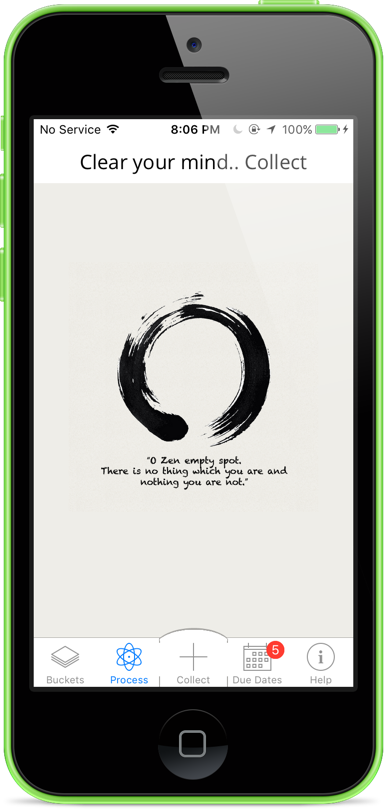 No Service 8:06 PM 100%
Clear your mind.. Collect
"O Zen empty spot.
There is no thing which you are and
nothing you are not."
5
Buckets Process Collect Due Dates Help